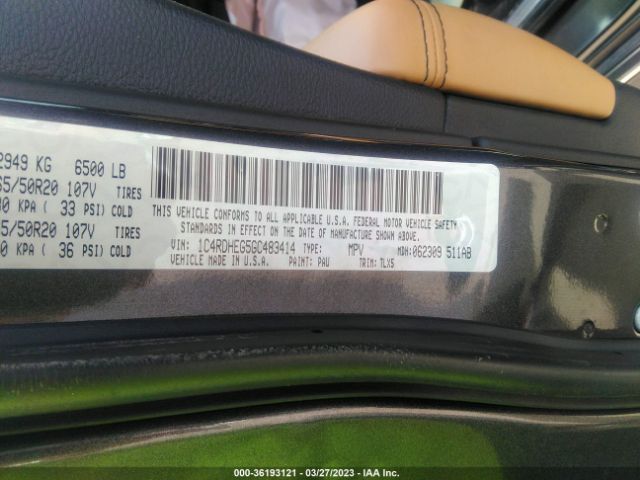 2949 KG 6500 LB
65/50R20 107V TIRES
KPA ( 33 PSI) COLD
5/50R20 107V TIRES
KPA ( 36 PSI) COLD
THIS VEHICLE CONFORMS TO ALL APPLICABLE U.S.A. FEDERAL MOTOR VEHICLE SAFETY
STANDARDS IN EFFECT ON THE DATE OF MANUFACTURE SHOWN ABOVE.
VIN: 1C4RDHEG5GC483414 TYPE: MPV MDH: 062309 511AB
VEHICLE MADE IN U.S.A. PAINT: PAU TRIM: TLX5
000-36193121 / 03/27/2023 / IAA Inc.